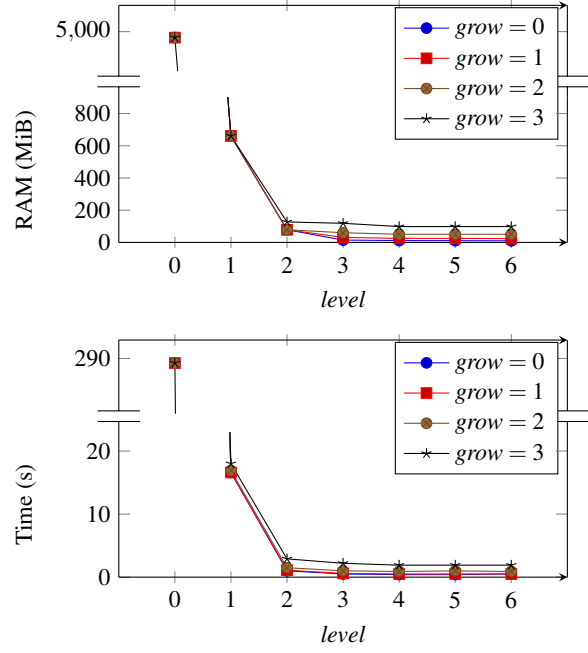 5,000
grow = 0
grow = 1
grow = 2
grow = 3
800
600
400
200
0
RAM (MiB)
0 1 2 3 4 5 6
level
290
grow = 0
grow = 1
grow = 2
grow = 3
20
10
0
Time (s)
0 1 2 3 4 5 6
level